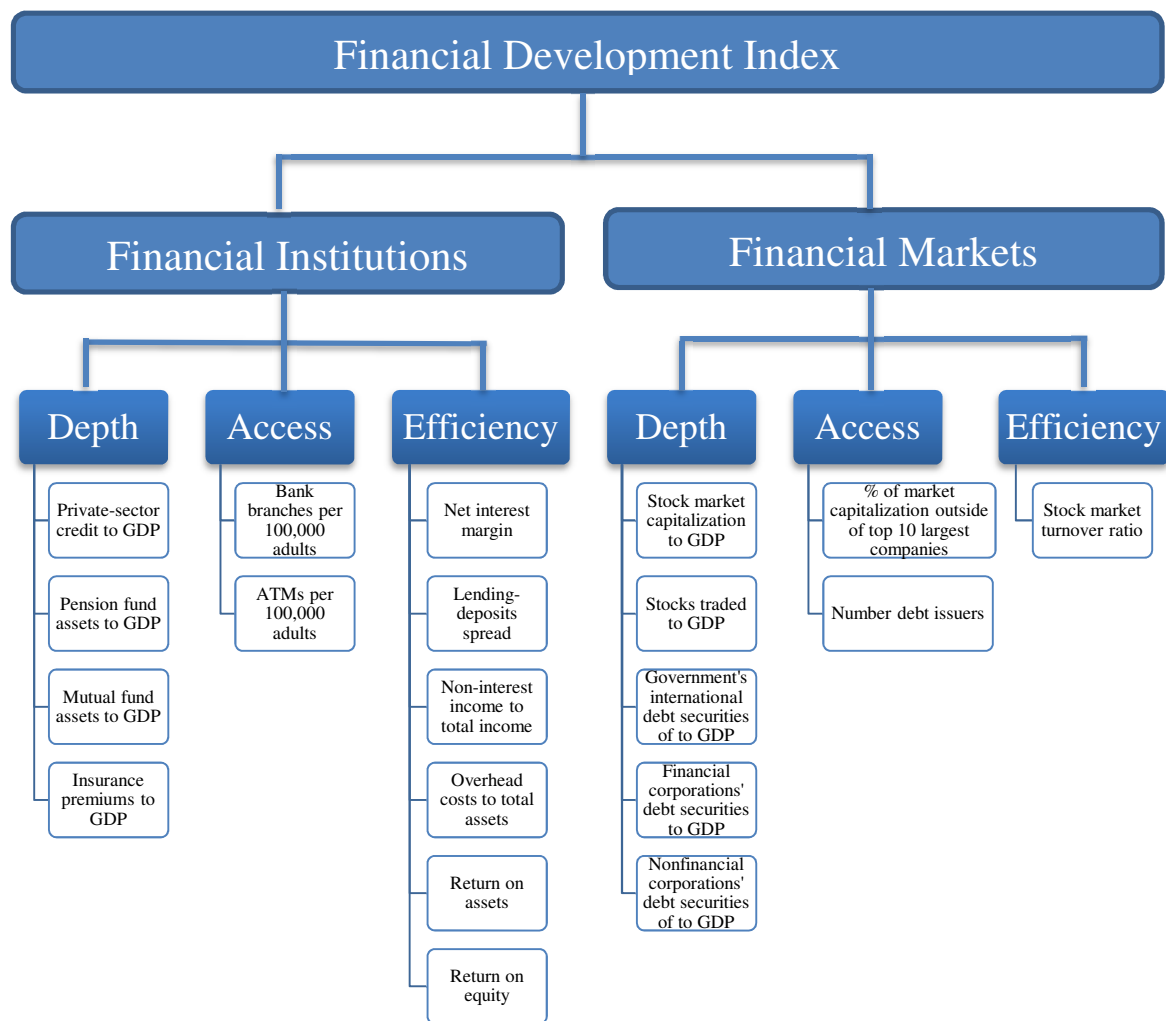 Financial Development Index
Financial Institutions
Financial Markets
Depth
Access
Efficiency
Depth
Access
Efficiency
Private-sector
credit to GDP
Pension fund
assets to GDP
Mutual fund
assets to GDP
Insurance
premiums to
GDP
Bank
branches per
100,000
adults
ATMs per
100,000
adults
Net interest
margin
Lending-
deposits
spread
Non-interest
income to
total income
Overhead
costs to total
assets
Return on
assets
Return on
equity
Stock market
capitalization
to GDP
Stocks traded
to GDP
Government's
international
debt securities
of to GDP
Financial
corporations'
debt securities
to GDP
Nonfinancial
corporations'
debt securities
of to GDP
% of market
capitalization outside
of top 10 largest
companies
Number debt issuers
Stock market
turnover ratio